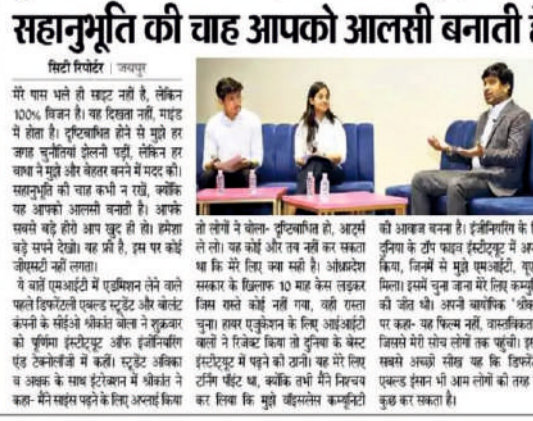 सहानुभूति की चाह आपको आलसी बनाती
सिटी रिपोर्टर | जयपुर
मेरे पास भले ही साइट नहीं है, लेकिन
100% विजन है। यह दिखता नहीं, माइंड
में होता है। दृष्टिबाधित होने से मुझे हर
जगह चुनौतियां झेलनी पड़ीं, लेकिन हर
बाधा ने मुझे और बेहतर बनने में मदद की।
सहानुभूति की चाह कभी न रखें, क्योंकि
यह आपको आलसी बनाती है। आपके
सबसे बड़े हीरो आप खुद ही हो। हमेशा
बड़े सपने देखो। यह फ्री है, इस पर कोई
जीएसटी नहीं लगता।
ये बातें एमआईटी में एडमिशन लेने वाले
पहले डिफरेंटली एबल्ड स्टूडेंट और बोलंट
कंपनी के सीईओ श्रीकांत बोला ने शुक्रवार
को पूर्णिमा इंस्टीट्यूट ऑफ इंजीनियरिंग
एंड टेक्नोलॉजी में कहीं। स्टूडेंट अविका
व अक्षक के साथ इंटरेक्शन में श्रीकांत ने
कहा- मैंने साइंस पढ़ने के लिए अप्लाई किया
तो लोगों ने बोला- दृष्टिबाधित हो, आर्ट्स
ले लो। यह कोई और तय नहीं कर सकता
था कि मेरे लिए क्या सही है। आंध्रप्रदेश
सरकार के खिलाफ 10 माह केस लड़कर
जिस रास्ते कोई नहीं गया, वही रास्ता
चुना। हायर एजुकेशन के लिए आईआईटी
वालों ने रिजेक्ट किया तो दुनिया के बेस्ट
इंस्टीट्यूट में पढ़ने की ठानी। यह मेरे लिए
टर्निंग पॉइंट था, क्योंकि तभी मैंने निश्चय
कर लिया कि मुझे वॉइसलेस कम्यूनिटी
की आवाज बनना है। इंजीनियरिंग के
दुनिया के टॉप फाइव इंस्टीट्यूट में
किया, जिनमें से मुझे एमआईटी,
मिला। इसमें चुना जाना मेरे लिए
की जीत थी। अपनी बायोपिक
पर कहा- यह फिल्म नहीं,
जिससे मेरी सोच लोगों तक पहुंची।
सबसे अच्छी सीख यह कि
एबल्ड इंसान भी आम लोगों की तरह
कुछ कर सकता है।